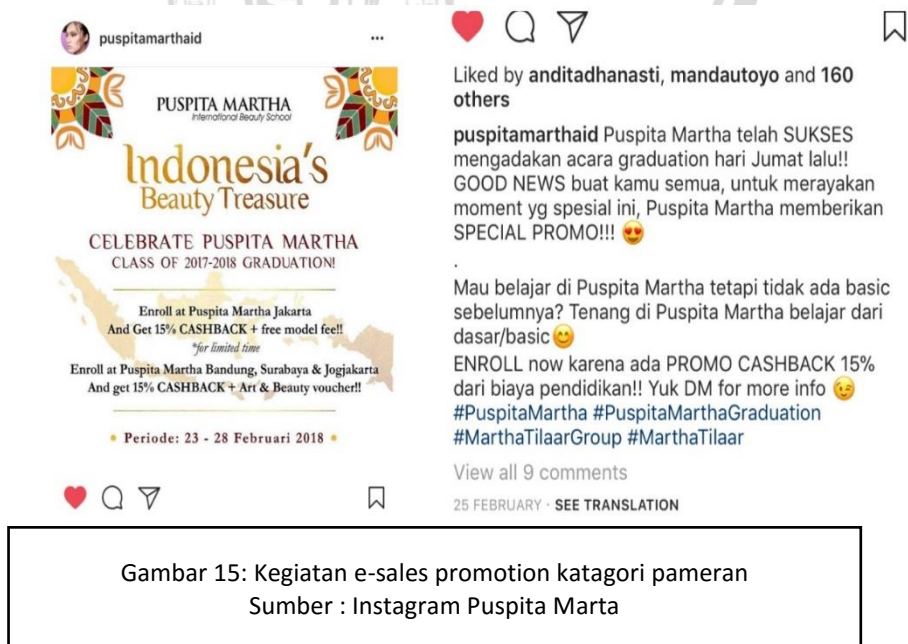 puspitamarthaid
PUSPITA MARTHA
International Beauty School
Indonesia's
Beauty Treasure
CELEBRATE PUSPITA MARTHA
CLASS OF 2017-2018 GRADUATION!
Enroll at Puspita Martha Jakarta
And Get 15% CASHBACK + free model fee!!
*for limited time
Enroll at Puspita Martha Bandung, Surabaya & Jogjakarta
And get 15% CASHBACK + Art & Beauty voucher!!
• Periode: 23 - 28 Februari 2018 •
Liked by anditadhanasti, mandautoyo and 160
others
puspitamarthaid Puspita Martha telah SUKSES
mengadakan acara graduation hari Jumat lalu!!
GOOD NEWS buat kamu semua, untuk merayakan
moment yg spesial ini, Puspita Martha memberikan
SPECIAL PROMO!!! 😍
.
Mau belajar di Puspita Martha tetapi tidak ada basic
sebelumnya? Tenang di Puspita Martha belajar dari
dasar/basic😊
ENROLL now karena ada PROMO CASHBACK 15%
dari biaya pendidikan!! Yuk DM for more info 😉
#PuspitaMartha #PuspitaMarthaGraduation
#MarthaTilaarGroup #MarthaTilaar
View all 9 comments
25 FEBRUARY · SEE TRANSLATION
Gambar 15: Kegiatan e-sales promotion katagori pameran
Sumber : Instagram Puspita Marta